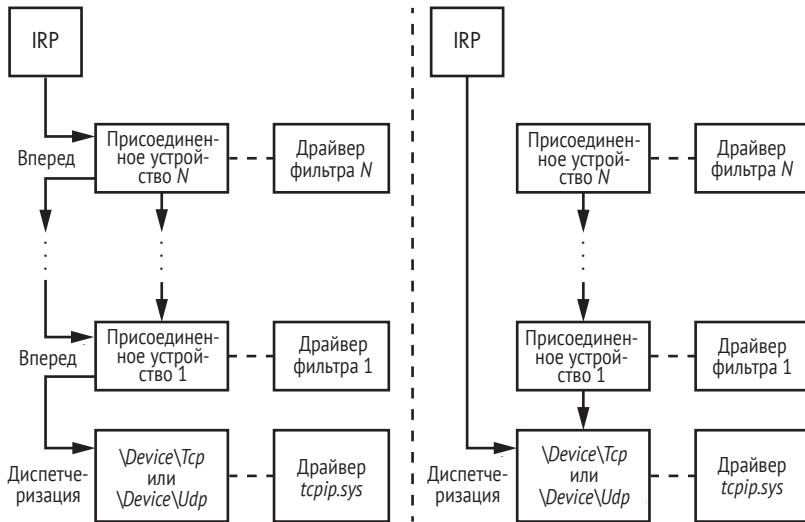 IRP
Вперед
Присоединен-
ное устрой-
ство N
Драйвер
фильтра N
Вперед
Присоединен-
ное устрой-
ство 1
Драйвер
фильтра 1
Диспетче-
ризация
\Device\Tcp
или
\Device\Udp
Драйвер
tcpip.sys
IRP
Присоединен-
ное устрой-
ство N
Драйвер
фильтра N
Присоединен-
ное устрой-
ство 1
Драйвер
фильтра 1
Диспетче-
ризация
\Device\Tcp
или
\Device\Udp
Драйвер
tcpip.sys